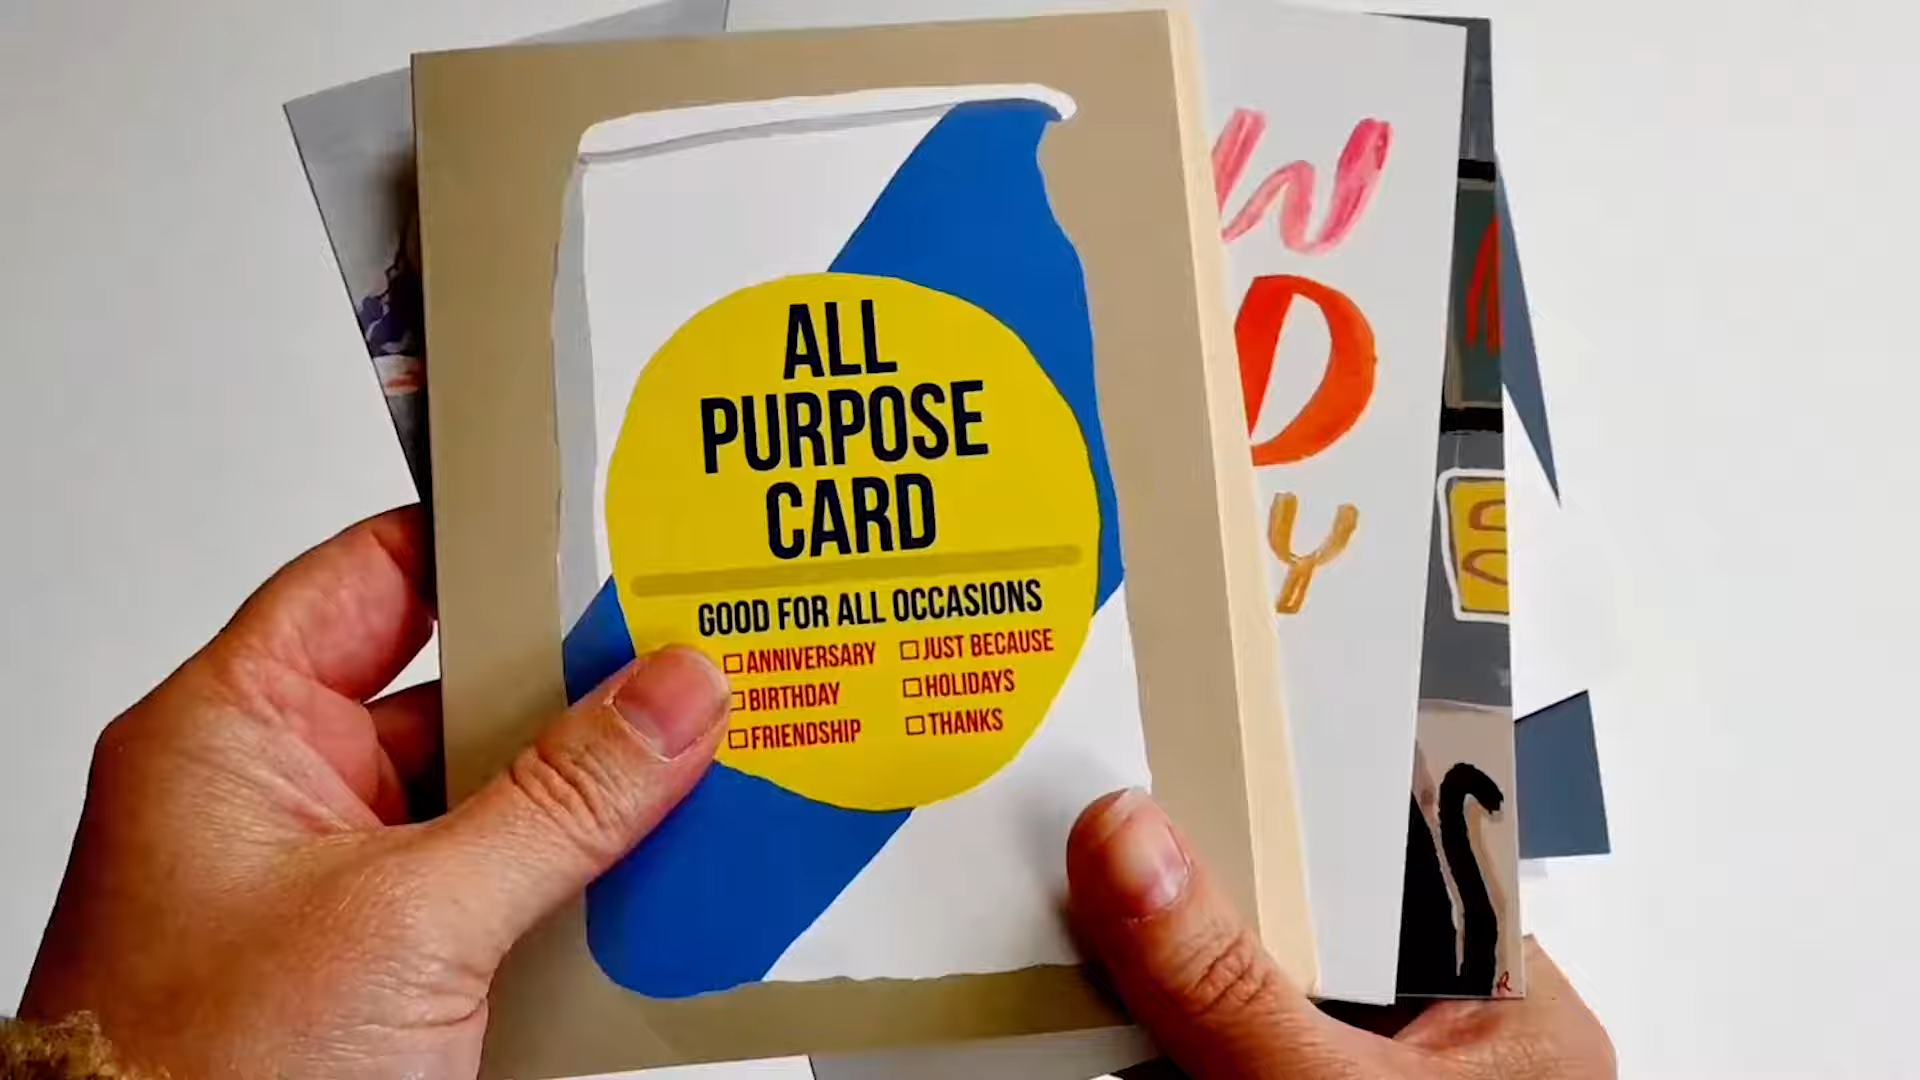 ALL
PURPOSE
CARD
GOOD FOR ALL OCCASIONS
☐ ANNIVERSARY ☐ JUST BECAUSE
☐ BIRTHDAY ☐ HOLIDAYS
☐ FRIENDSHIP ☐ THANKS
W
D
Y